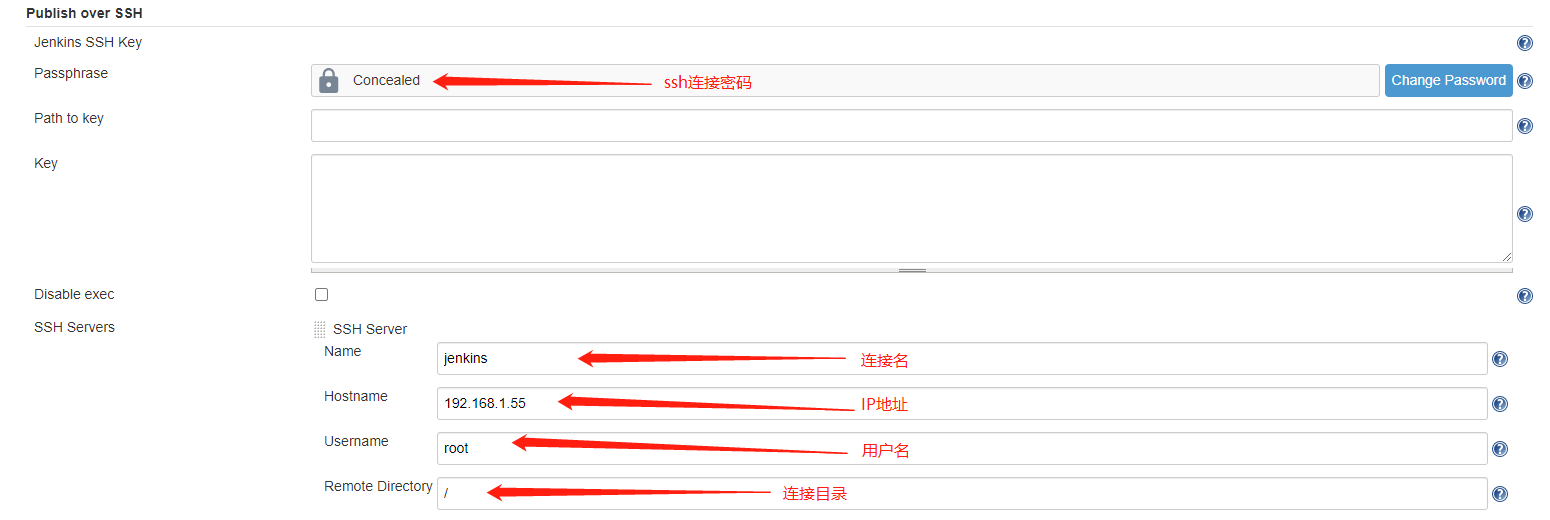 Publish over SSH
Jenkins SSH Key
Passphrase Concealed ssh连接密码 Change Password
Path to key
Key
Disable exec
SSH Servers SSH Server
Name jenkins 连接名
Hostname 192.168.1.55 IP地址
Username root 用户名
Remote Directory / 连接目录